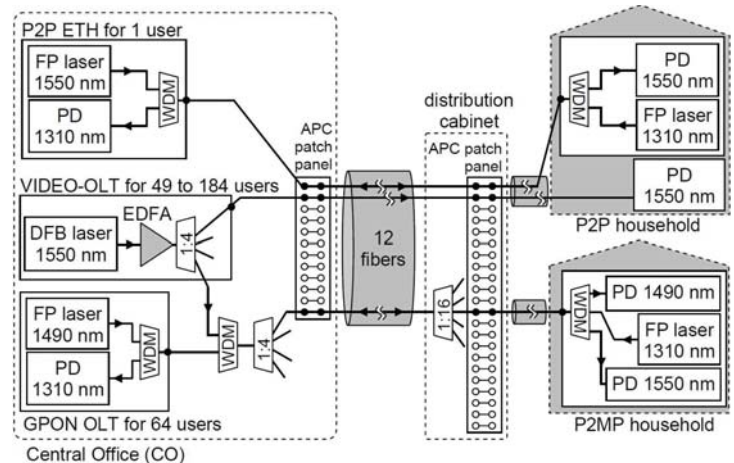 P2P ETH for 1 user
FP laser
1550 nm
PD
1310 nm
WDM
VIDEO-OLT for 49 to 184 users
EDFA
DFB laser
1550 nm
1:4
FP laser
1490 nm
PD
1310 nm
WDM
WDM
1:4
GPON OLT for 64 users
Central Office (CO)
APC
patch
panel
12
fibers
distribution
cabinet
APC patch
panel
1:16
WDM
PD
1550 nm
FP laser
1310 nm
PD
1550 nm
P2P household
WDM
PD 1490 nm
FP laser
1310 nm
PD 1550 nm
P2MP household